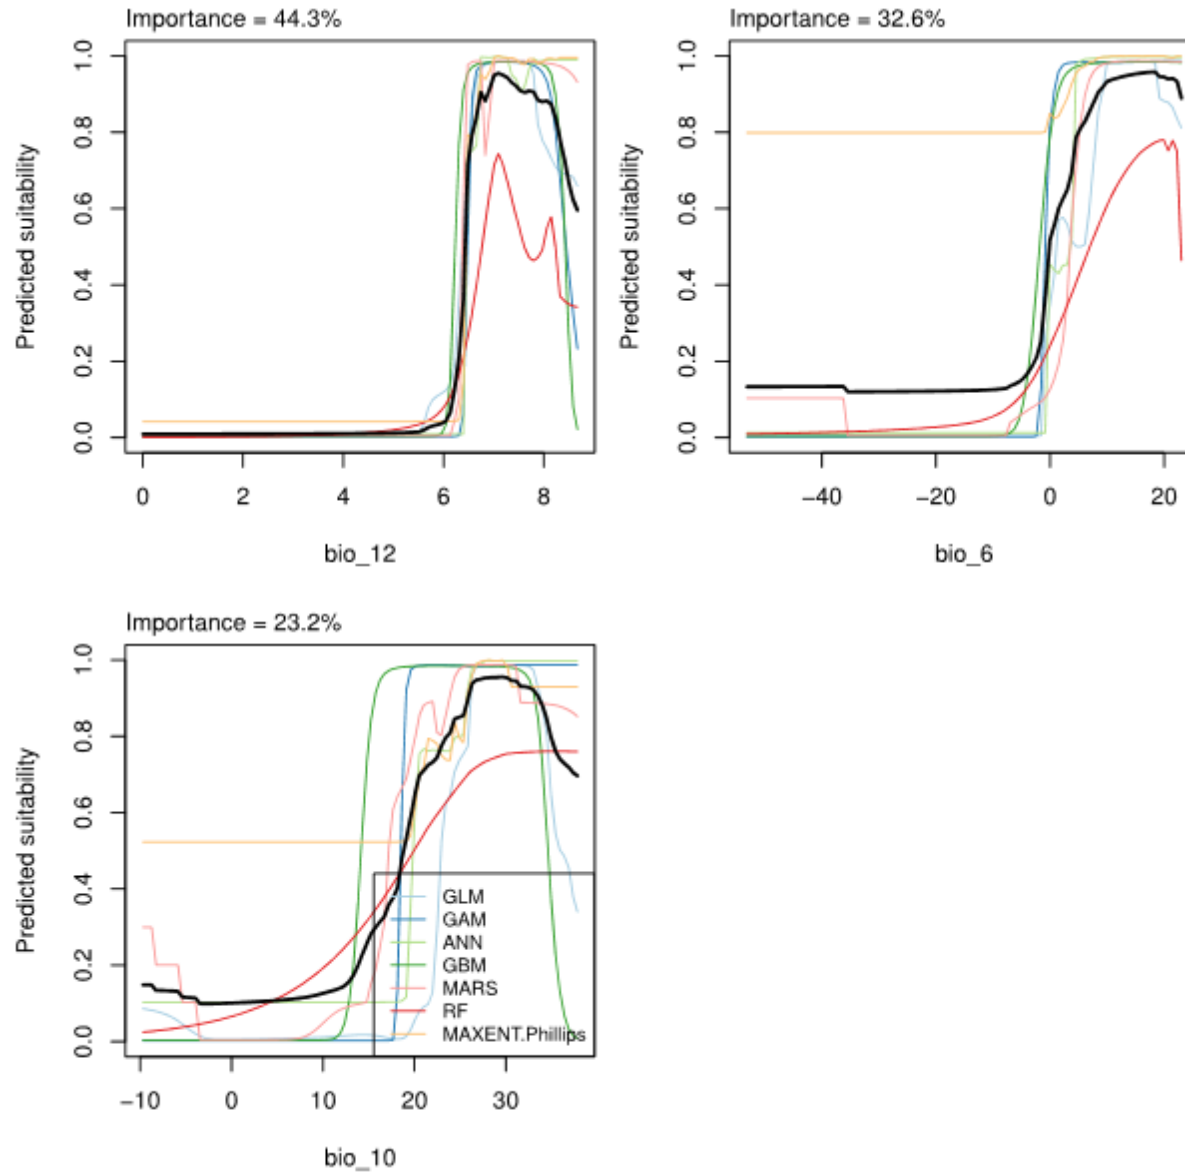 Importance = 44.3%
Predicted suitability
0.0 0.2 0.4 0.6 0.8 1.0
0 2 4 6 8
bio_12
Importance = 32.6%
Predicted suitability
0.0 0.2 0.4 0.6 0.8 1.0
−40 −20 0 20
bio_6
Importance = 23.2%
Predicted suitability
0.0 0.2 0.4 0.6 0.8 1.0
GLM
GAM
ANN
GBM
MARS
RF
MAXENT.Phillips
−10 0 10 20 30
bio_10